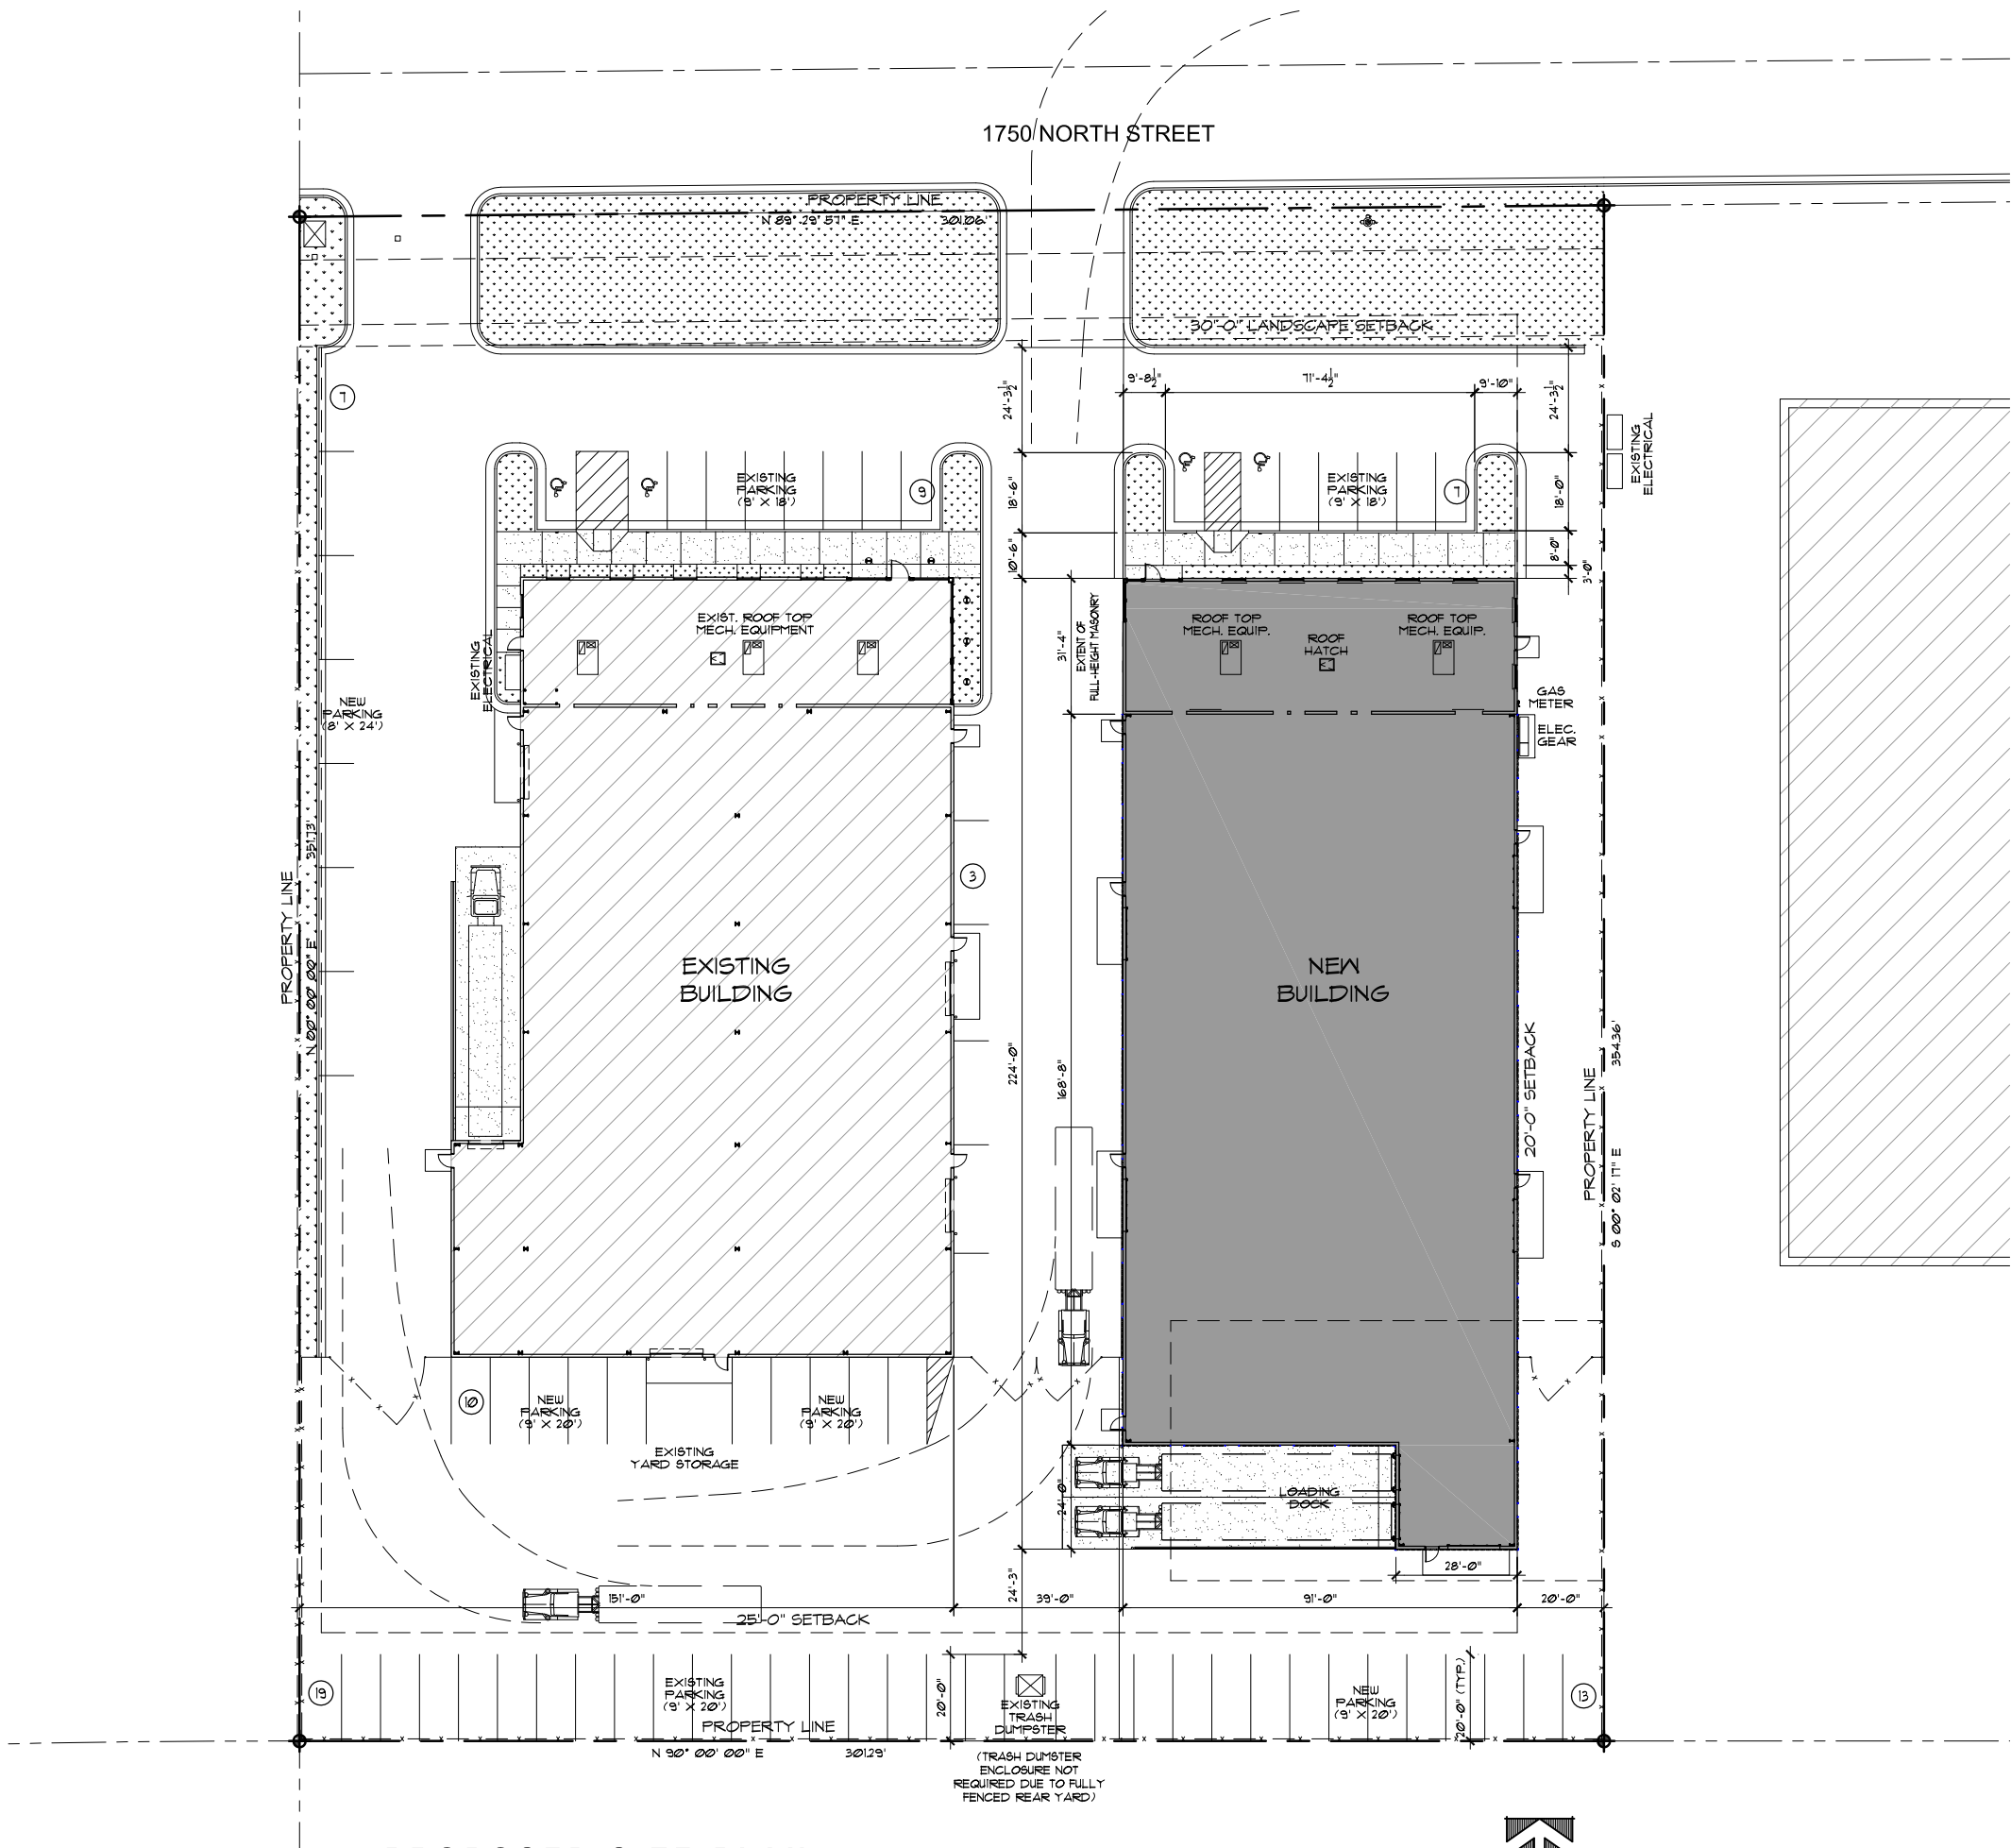 1750 NORTH STREET
PROPERTY LINE
N 89° 29' 57" E 301.06'
30'-0" LANDSCAPE SETBACK
9'-8½"
71'-4½"
9'-10"
24'-3½"
24'-3½"
7
EXISTING
ELECTRICAL
EXISTING
PARKING
(9' X 18')
9
EXISTING
PARKING
(9' X 18')
7
18'-6"
18'-0"
10'-6"
8'-0"
3'-0"
EXIST. ROOF TOP
MECH. EQUIPMENT
EXISTING
ELECTRICAL
31'-4"
EXTENT OF
FULL-HEIGHT MASONRY
ROOF TOP
MECH. EQUIP.
ROOF
HATCH
ROOF TOP
MECH. EQUIP.
NEW
PARKING
(8' X 24')
GAS
METER
ELEC.
GEAR
PROPERTY LINE
N 00° 00' 00" E
351.73'
3
EXISTING
BUILDING
NEW
BUILDING
224'-0"
168'-8"
20'-0" SETBACK
PROPERTY LINE
S 00° 02' 17" E
354.36'
10
NEW
PARKING
(9' X 20')
NEW
PARKING
(9' X 20')
EXISTING
YARD STORAGE
24'-0"
LOADING
DOCK
28'-0"
24'-3"
151'-0"
39'-0"
91'-0"
20'-0"
25'-0" SETBACK
19
EXISTING
PARKING
(9' X 20')
20'-0"
EXISTING
TRASH
DUMPSTER
NEW
PARKING
(9' X 20')
20'-0" (TYP.)
13
PROPERTY LINE
N 90° 00' 00" E 301.29'
(TRASH DUMSTER
ENCLOSURE NOT
REQUIRED DUE TO FULLY
FENCED REAR YARD)